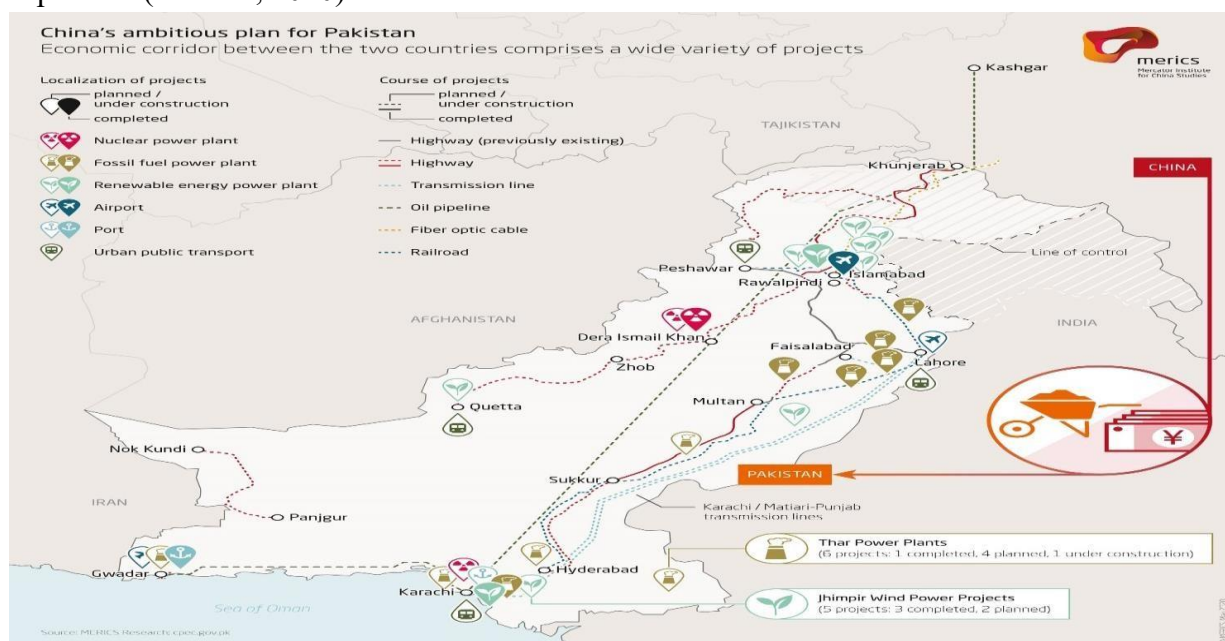 China's ambitious plan for Pakistan
Economic corridor between the two countries comprises a wide variety of projects
merics
Mercator Institute
for China Studies
Localization of projects
planned /
under construction
completed
Nuclear power plant
Fossil fuel power plant
Renewable energy power plant
Airport
Port
Urban public transport
Course of projects
planned /
under construction
completed
Highway (previously existing)
Highway
Transmission line
Oil pipeline
Fiber optic cable
Railroad
Kashgar
TAJIKISTAN
Khunjerab
CHINA
Line of control
Peshawar
Islamabad
Rawalpindi
AFGHANISTAN
INDIA
Dera Ismail Khan
Faisalabad
Zhob
Lahore
Quetta
Multan
Nok Kundi
¥
Sukkur
PAKISTAN
IRAN
Panjgur
Karachi / Matiari-Punjab
transmission lines
Thar Power Plants
(6 projects: 1 completed, 4 planned, 1 under construction)
Gwadar
Hyderabad
Karachi
Jhimpir Wind Power Projects
(5 projects: 3 completed, 2 planned)
Sea of Oman
Source: MERICS Research; cpec.gov.pk